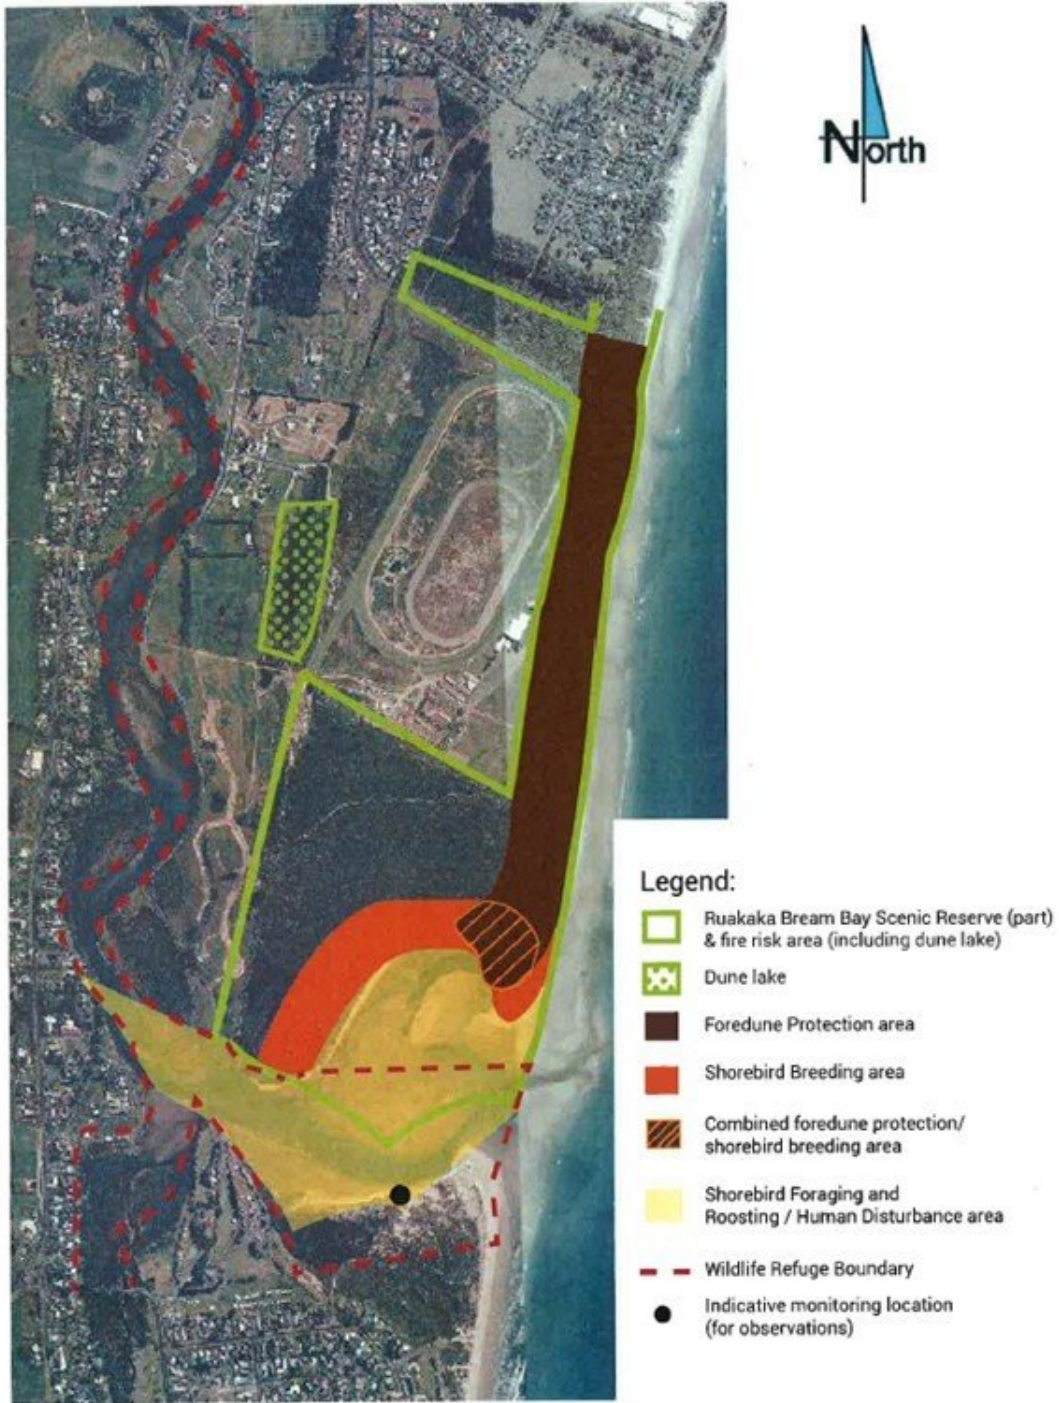 North
Legend:
Ruakaka Bream Bay Scenic Reserve (part)
& fire risk area (including dune lake)
Dune lake
Foredune Protection area
Shorebird Breeding area
Combined foredune protection/
shorebird breeding area
Shorebird Foraging and
Roosting / Human Disturbance area
Wildlife Refuge Boundary
Indicative monitoring location
(for observations)